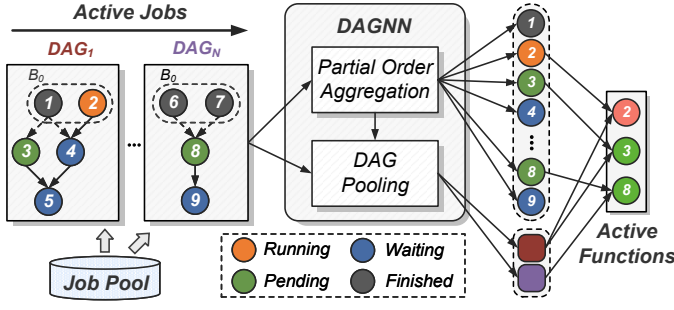 Active Jobs
DAG1
DAGN
B0
1
2
3
4
5
...
B0
6
7
8
9
Job Pool
DAGNN
Partial Order
Aggregation
DAG
Pooling
Running
Waiting
Pending
Finished
1
2
3
4
8
9
2
3
8
Active
Functions